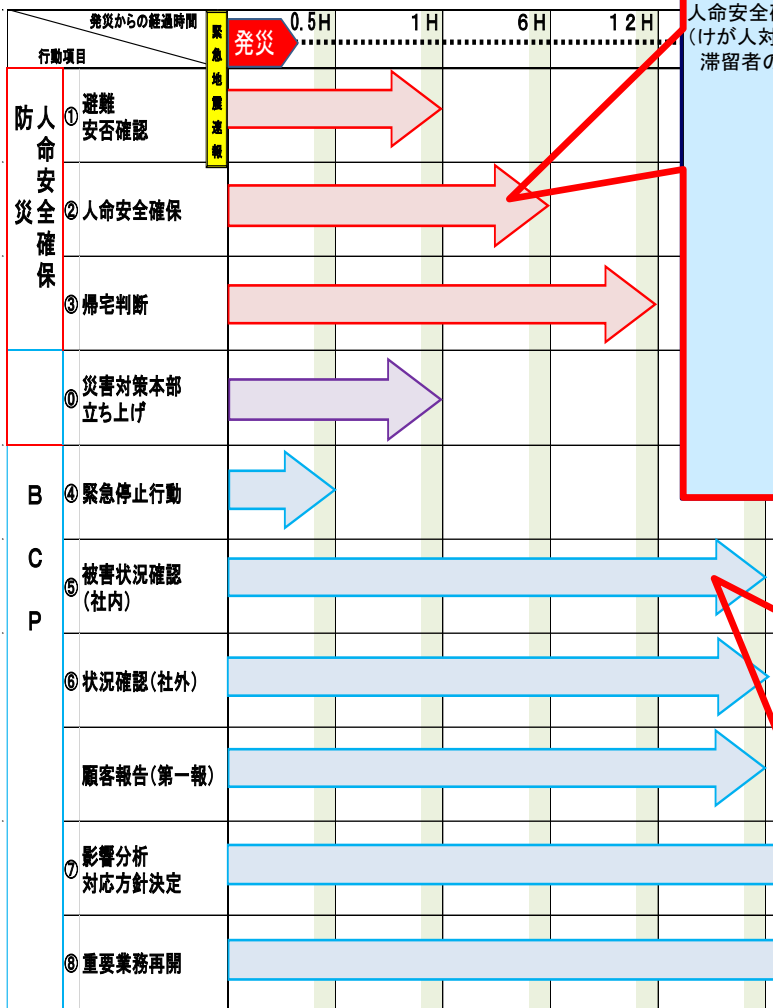 発災からの経過時間
行動項目
緊急地震速報
発災
0.5H
1H
6H
12H
人命安全
(けが人対
滞留者の
防災
人命安全確保
① 避難
安否確認
② 人命安全確保
③ 帰宅判断
⓪ 災害対策本部
立ち上げ
BCP
④ 緊急停止行動
⑤ 被害状況確認
(社内)
⑥ 状況確認(社外)
顧客報告(第一報)
⑦ 影響分析
対応方針決定
⑧ 重要業務再開